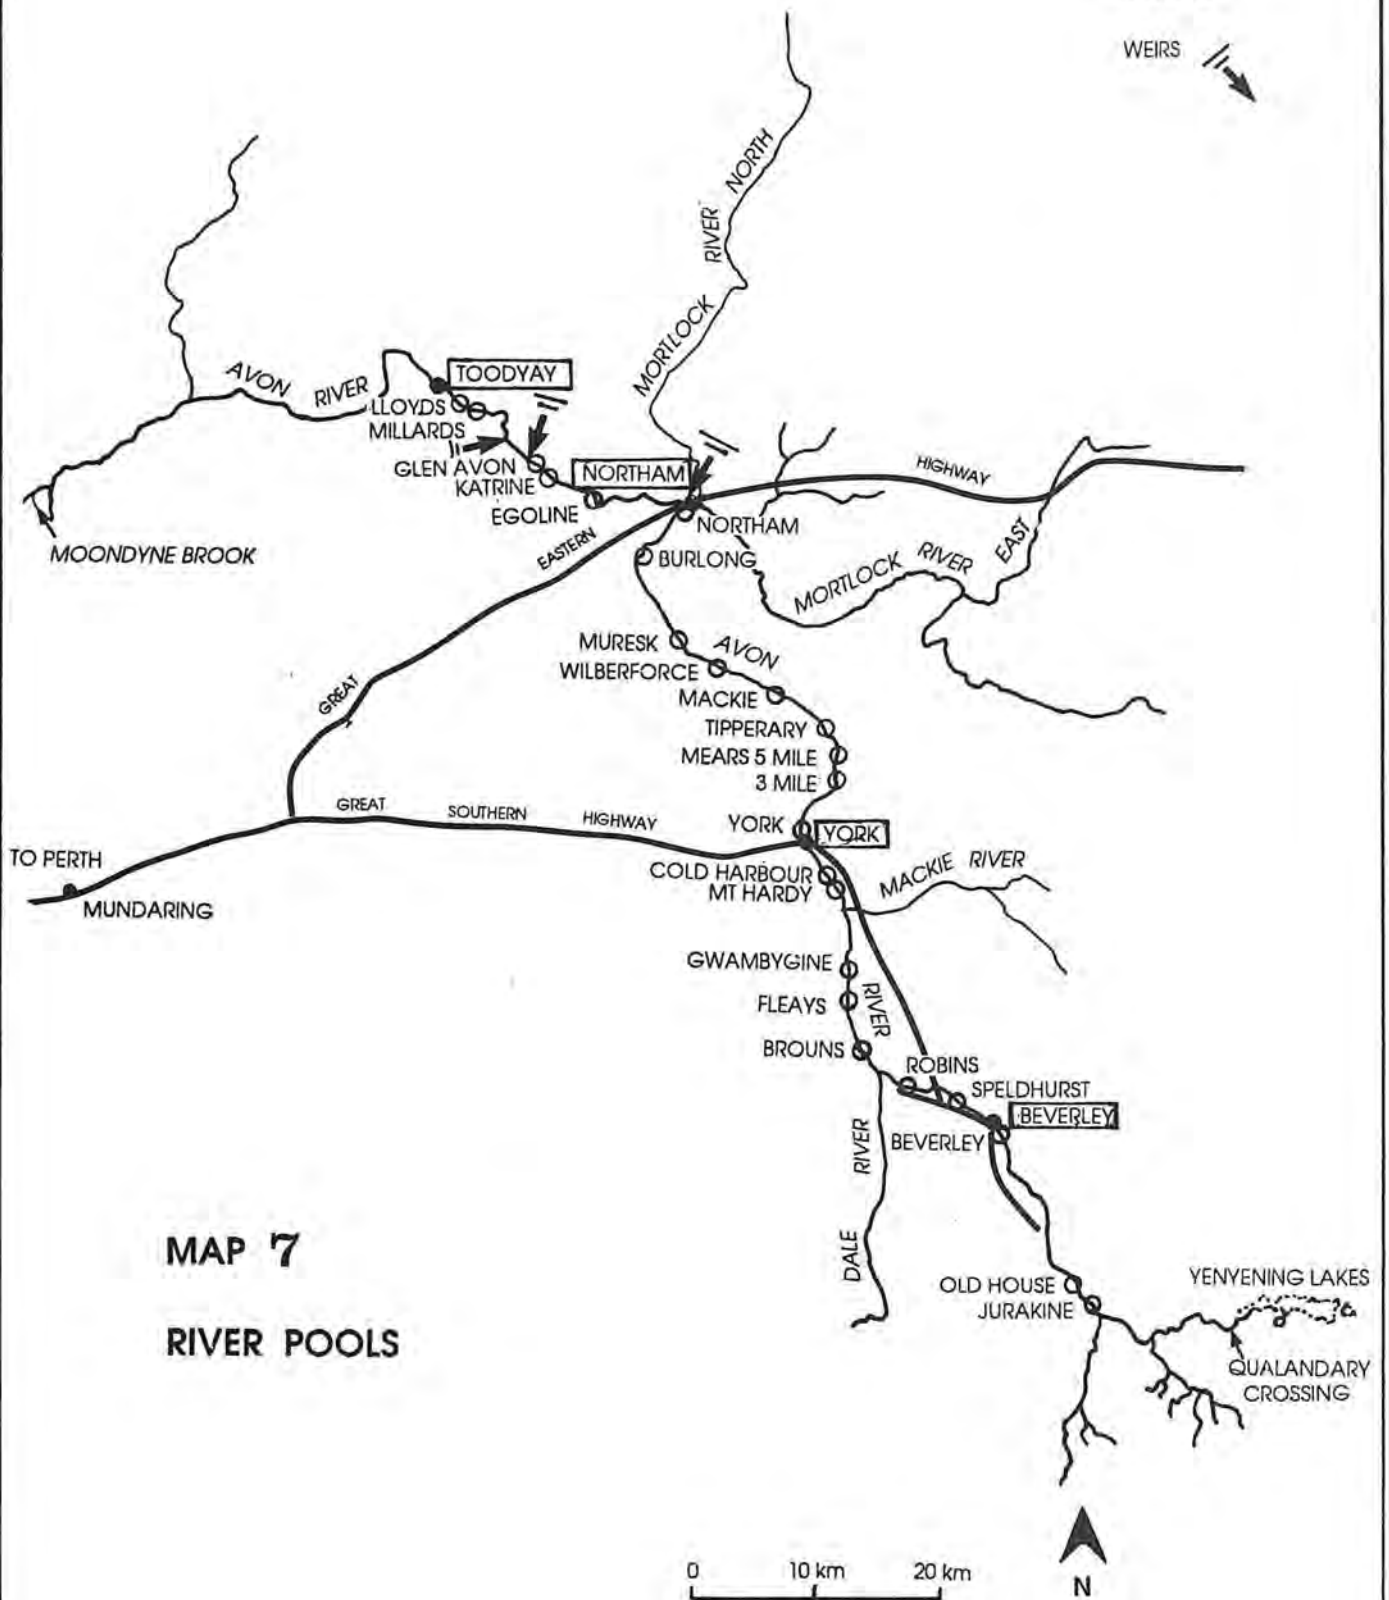 WEIRS
MORTLOCK RIVER NORTH
AVON RIVER
TOODYAY
LLOYDS
MILLARDS
GLEN AVON
KATRINE
NORTHAM
EGOLINE
NORTHAM
HIGHWAY
MOONDYNE BROOK
EASTERN
BURLONG
MORTLOCK RIVER EAST
MURESK
AVON
WILBERFORCE
MACKIE
GREAT
TIPPERARY
MEARS 5 MILE
3 MILE
GREAT SOUTHERN HIGHWAY
YORK
YORK
TO PERTH
COLD HARBOUR
MACKIE RIVER
MT HARDY
MUNDARING
GWAMBYGINE
FLEAYS
RIVER
BROUNS
ROBINS
SPELDHURST
BEVERLEY
BEVERLEY
DALE RIVER
MAP 7
RIVER POOLS
OLD HOUSE
YENYENING LAKES
JURAKINE
QUALANDARY
CROSSING
0 10 km 20 km
N